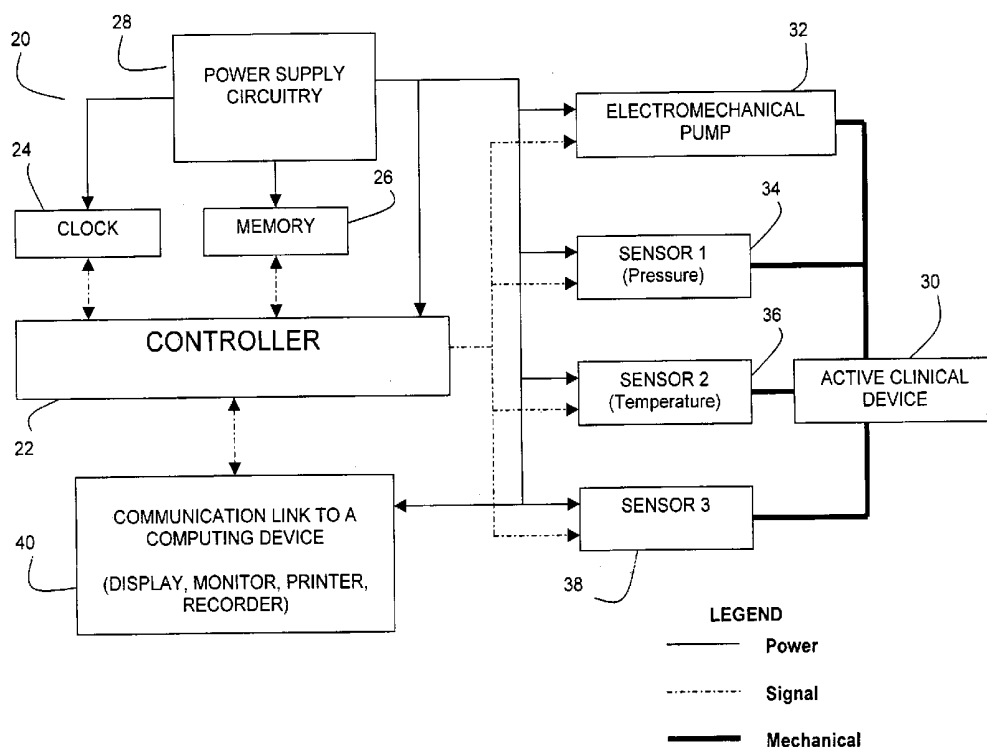 28
20
POWER SUPPLY
CIRCUITRY
32
ELECTROMECHANICAL
PUMP
24
CLOCK
26
MEMORY
34
SENSOR 1
(Pressure)
CONTROLLER
22
36
SENSOR 2
(Temperature)
30
ACTIVE CLINICAL
DEVICE
COMMUNICATION LINK TO A
COMPUTING DEVICE
(DISPLAY, MONITOR, PRINTER,
RECORDER)
40
SENSOR 3
38
LEGEND
Power
Signal
Mechanical